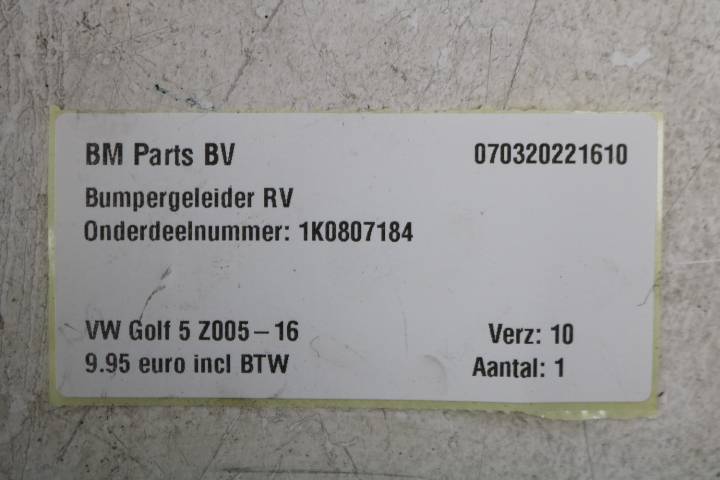 BM Parts BV 070320221610
Bumpergeleider RV
Onderdeelnummer: 1K0807184
VW Golf 5 Z005-16 Verz: 10
9.95 euro incl BTW Aantal: 1